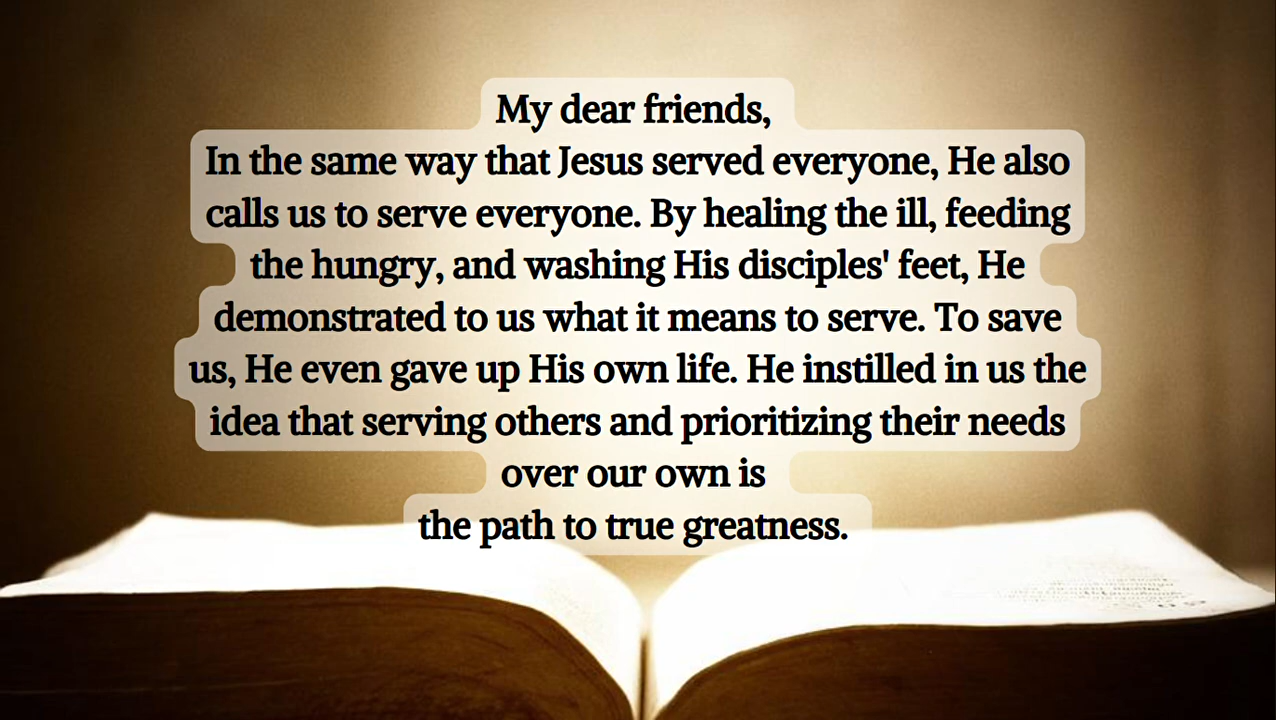 My dear friends,
In the same way that Jesus served everyone, He also
calls us to serve everyone. By healing the ill, feeding
the hungry, and washing His disciples' feet, He
demonstrated to us what it means to serve. To save
us, He even gave up His own life. He instilled in us the
idea that serving others and prioritizing their needs
over our own is
the path to true greatness.